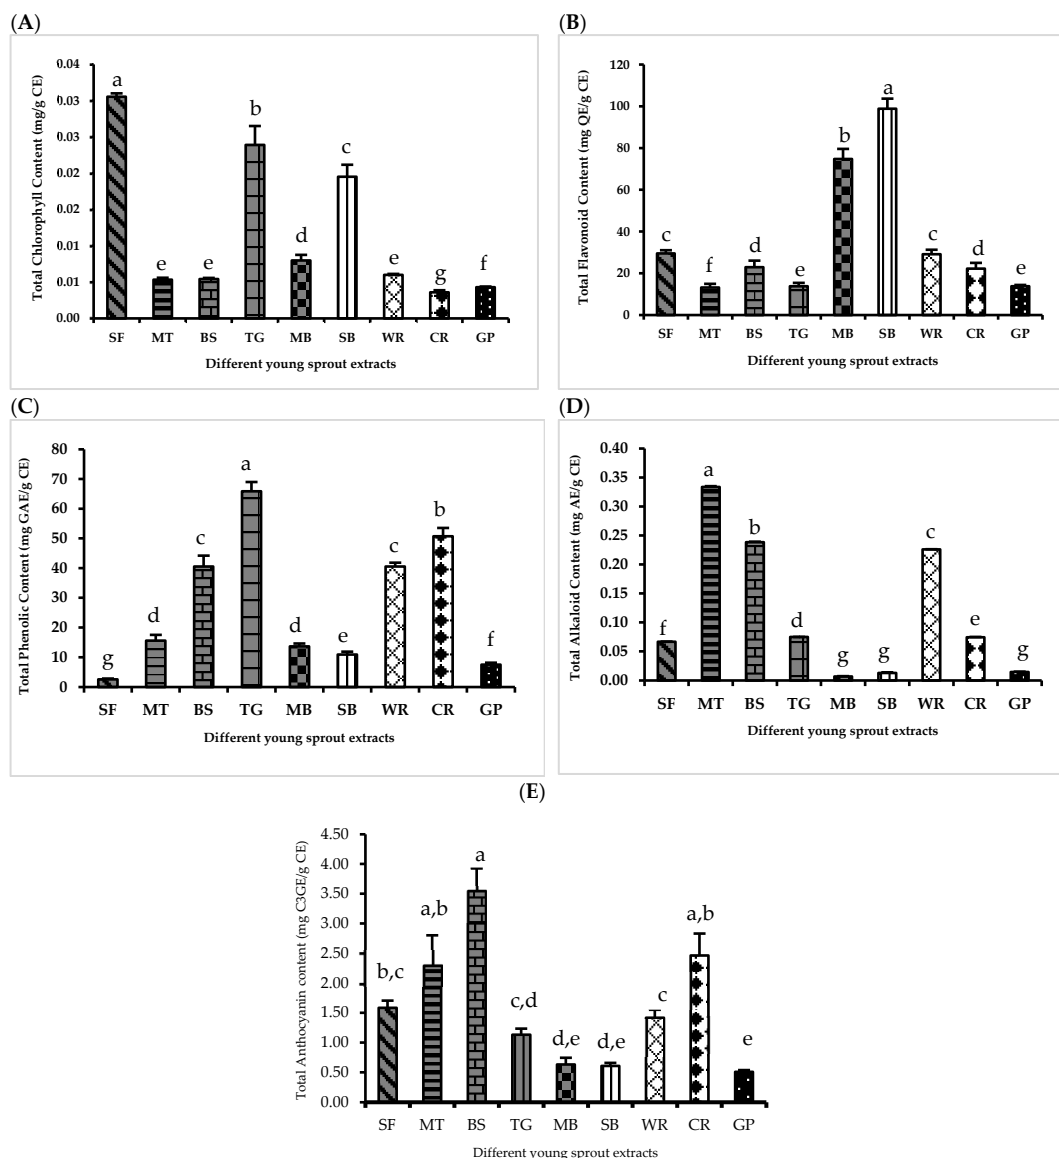 (A)
Total Chlorophyll Content (mg/g CE)
0.04
0.03
0.03
0.02
0.02
0.01
0.01
0.00
a
e
e
b
d
c
e
g
f
SF MT BS TG MB SB WR CR GP
Different young sprout extracts
(B)
Total Flavonoid Content (mg QE/g CE)
120
100
80
60
40
20
0
c
f
d
e
b
a
c
d
e
SF MT BS TG MB SB WR CR GP
Different young sprout extracts
(C)
Total Phenolic Content (mg GAE/g CE)
80
70
60
50
40
30
20
10
0
g
d
c
a
d
e
c
b
f
SF MT BS TG MB SB WR CR GP
Different young sprout extracts
(D)
Total Alkaloid Content (mg AE/g CE)
0.40
0.35
0.30
0.25
0.20
0.15
0.10
0.05
0.00
f
a
b
d
g
g
c
e
g
SF MT BS TG MB SB WR CR GP
Different young sprout extracts
(E)
Total Anthocyanin content (mg C3GE/g CE)
4.50
4.00
3.50
3.00
2.50
2.00
1.50
1.00
0.50
0.00
b,c
a,b
a
c,d
d,e
d,e
c
a,b
e
SF MT BS TG MB SB WR CR GP
Different young sprout extracts